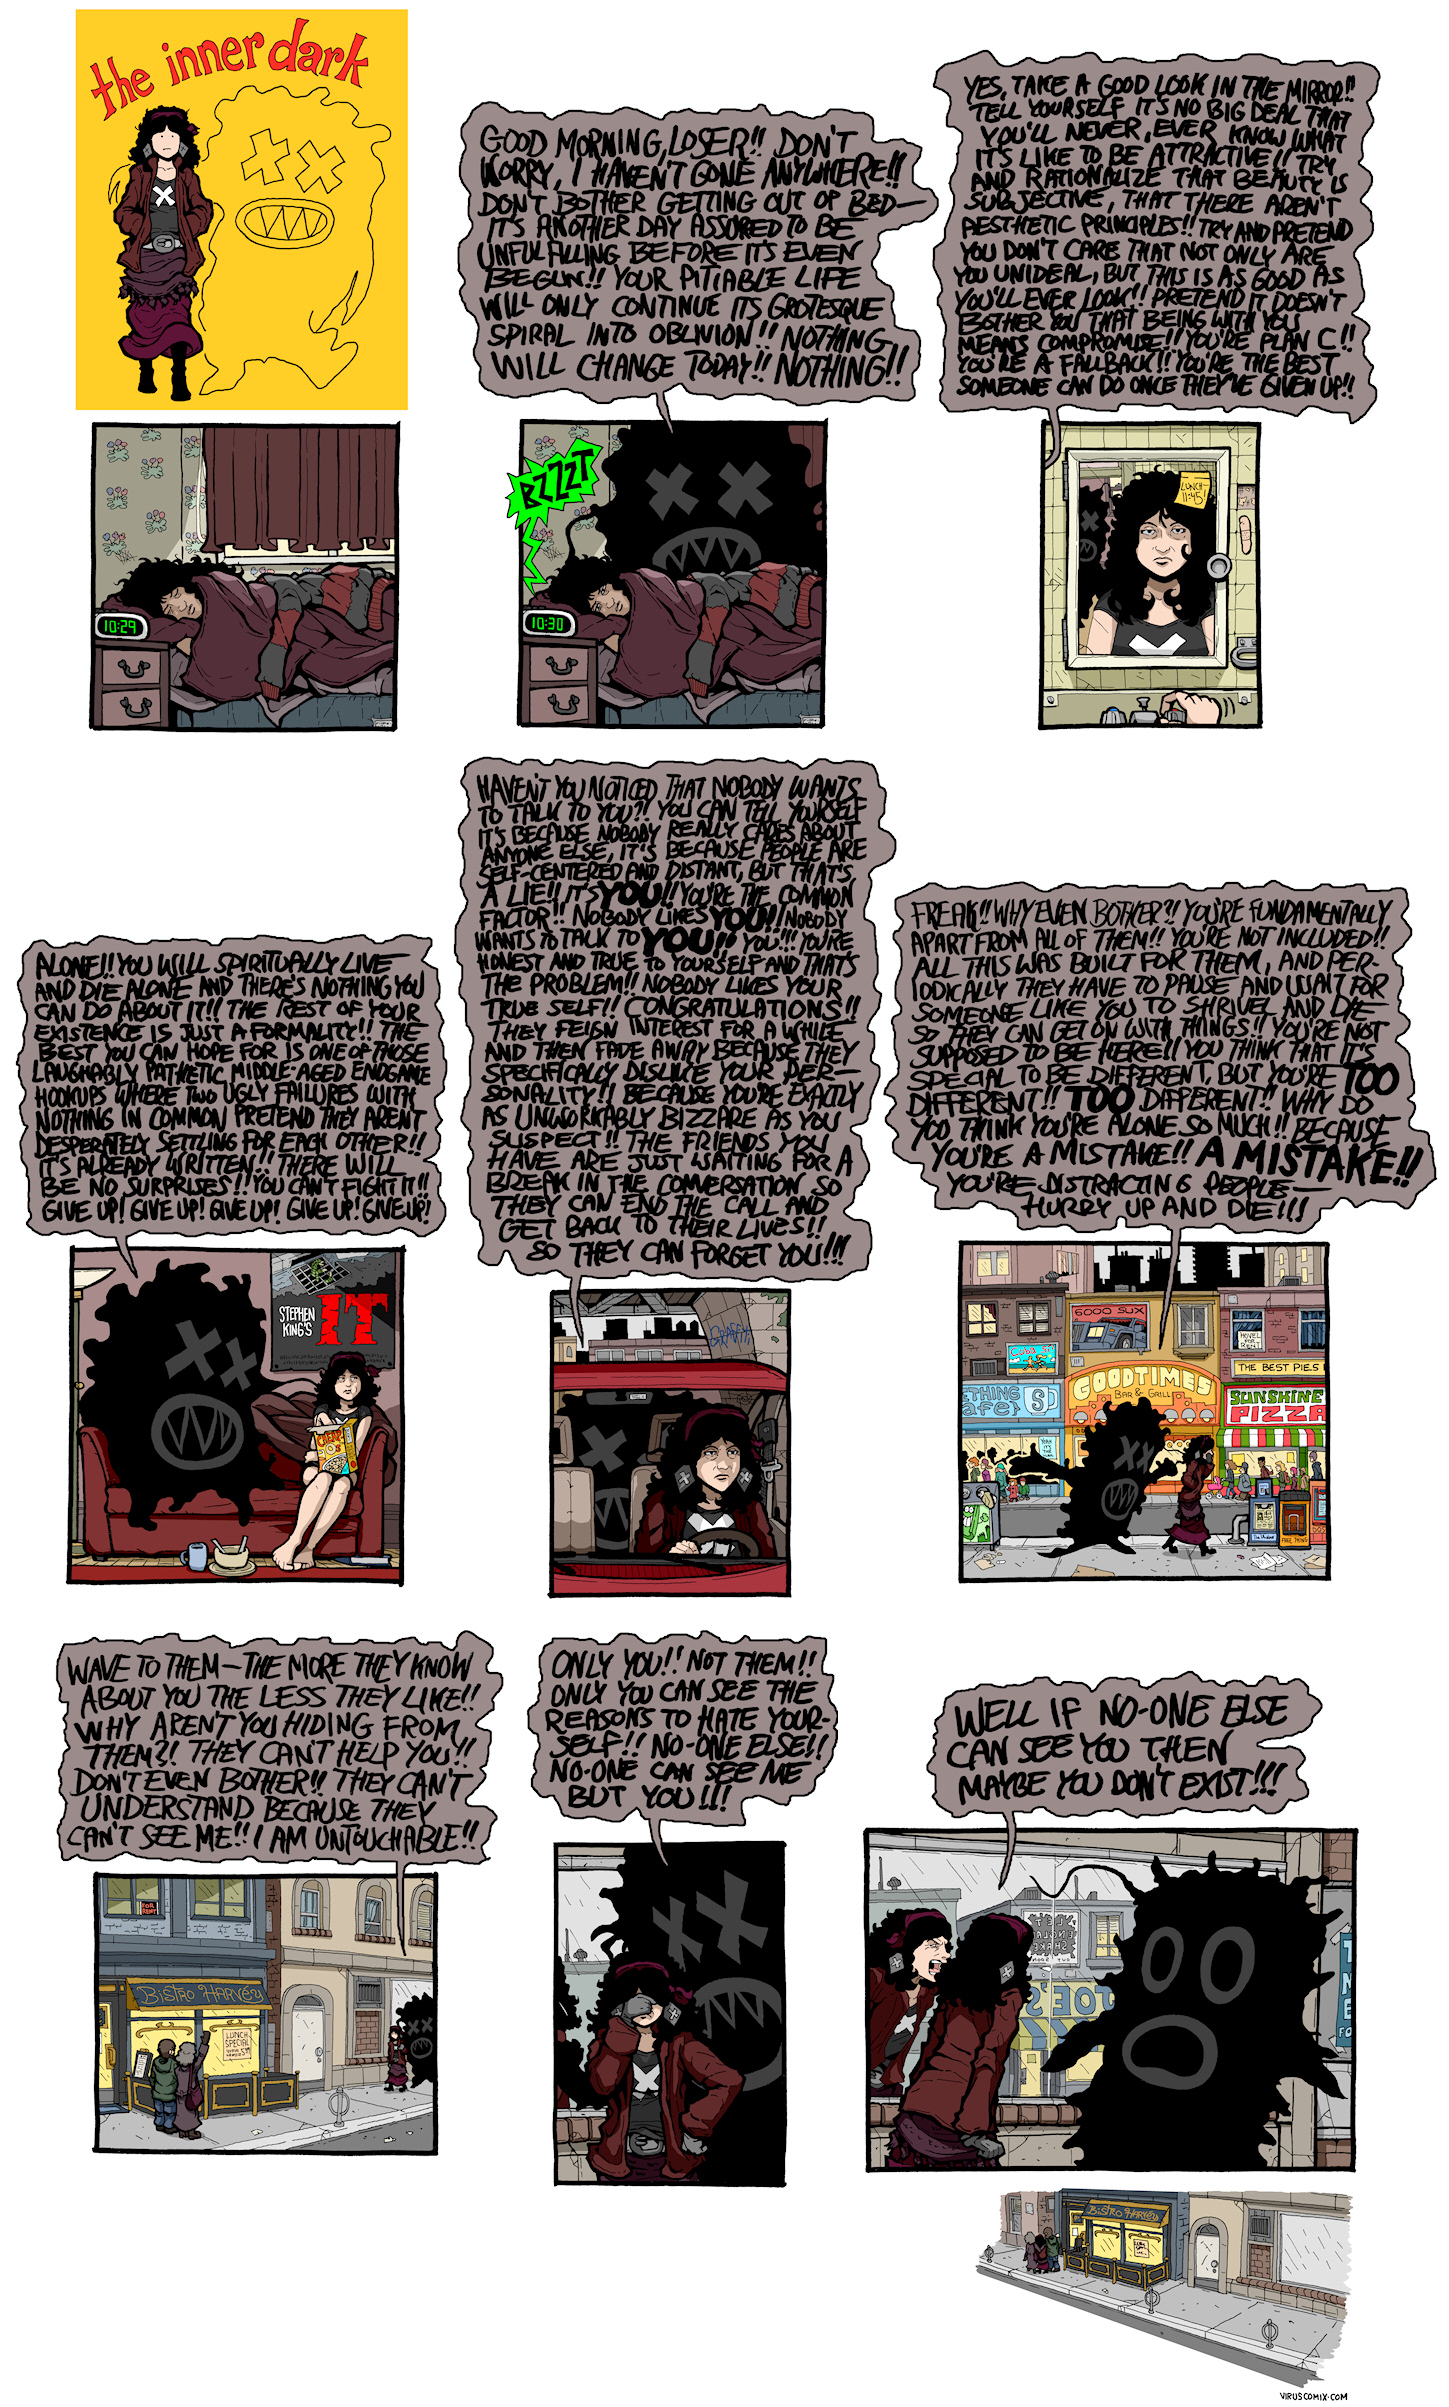 the inner dark
10:29
GOOD MORNING, LOSER!! DON'T
WORRY, I HAVEN'T GONE ANYWHERE!!
DON'T BOTHER GETTING OUT OF BED—
IT'S ANOTHER DAY ASSURED TO BE
UNFULFILLING BEFORE IT'S EVEN
BEGUN!! YOUR PITIABLE LIFE
WILL ONLY CONTINUE ITS GROTESQUE
SPIRAL INTO OBLIVION!! NOTHING
WILL CHANGE TODAY!! NOTHING!!
BZZZT
10:30
YES, TAKE A GOOD LOOK IN THE MIRROR!!
TELL YOURSELF IT'S NO BIG DEAL THAT
YOU'LL NEVER, EVER KNOW WHAT
IT'S LIKE TO BE ATTRACTIVE!! TRY
AND RATIONALIZE THAT BEAUTY IS
SUBJECTIVE, THAT THERE AREN'T
AESTHETIC PRINCIPLES!! TRY AND PRETEND
YOU DON'T CARE THAT NOT ONLY ARE
YOU UNIDEAL, BUT THIS IS AS GOOD AS
YOU'LL EVER LOOK!! PRETEND IT DOESN'T
BOTHER YOU THAT BEING WITH YOU
MEANS COMPROMISE!! YOU'RE PLAN C!!
YOU'RE A FALLBACK!! YOU'RE THE BEST
SOMEONE CAN DO ONCE THEY'VE GIVEN UP!!
LUNCH
11:45!
ALONE!! YOU WILL SPIRITUALLY LIVE
AND DIE ALONE AND THERE'S NOTHING YOU
CAN DO ABOUT IT!! THE REST OF YOUR
EXISTENCE IS JUST A FORMALITY!! THE
BEST YOU CAN HOPE FOR IS ONE OF THOSE
LAUGHABLY PATHETIC MIDDLE-AGED ENDGAME
HOOKUPS WHERE TWO UGLY FAILURES WITH
NOTHING IN COMMON PRETEND THEY AREN'T
DESPERATELY SETTLING FOR EACH OTHER!!
IT'S ALREADY WRITTEN!! THERE WILL
BE NO SURPRISES!! YOU CAN'T FIGHT IT!!
GIVE UP! GIVE UP! GIVE UP! GIVE UP! GIVE UP!
STEPHEN
KING'S
IT
CHEAP
O's
HAVEN'T YOU NOTICED THAT NOBODY WANTS
TO TALK TO YOU?! YOU CAN TELL YOURSELF
IT'S BECAUSE NOBODY REALLY CARES ABOUT
ANYONE ELSE, IT'S BECAUSE PEOPLE ARE
SELF-CENTERED AND DISTANT, BUT THAT'S
A LIE!! IT'S YOU!! YOU'RE THE COMMON
FACTOR!! NOBODY LIKES YOU!! NOBODY
WANTS TO TALK TO YOU!! YOU!!! YOU'RE
HONEST AND TRUE TO YOURSELF AND THAT'S
THE PROBLEM!! NOBODY LIKES YOUR
TRUE SELF!! CONGRATULATIONS!!
THEY FEIGN INTEREST FOR A WHILE
AND THEN FADE AWAY BECAUSE THEY
SPECIFICALLY DISLIKE YOUR PER-
SONALITY!! BECAUSE YOU'RE EXACTLY
AS UNWORKABLY BIZZARE AS YOU
SUSPECT!! THE FRIENDS YOU
HAVE ARE JUST WAITING FOR A
BREAK IN THE CONVERSATION SO
THEY CAN END THE CALL AND
GET BACK TO THEIR LIVES!!
SO THEY CAN FORGET YOU!!!
FREAK!! WHY EVEN BOTHER?! YOU'RE FUNDAMENTALLY
APART FROM ALL OF THEM!! YOU'RE NOT INCLUDED!!
ALL THIS WAS BUILT FOR THEM, AND PER-
IODICALLY THEY HAVE TO PAUSE AND WAIT FOR
SOMEONE LIKE YOU TO SHRIVEL AND DIE
SO THEY CAN GET ON WITH THINGS!! YOU'RE NOT
SUPPOSED TO BE HERE!! YOU THINK THAT IT'S
SPECIAL TO BE DIFFERENT, BUT YOU'RE TOO
DIFFERENT!! TOO DIFFERENT!! WHY DO
YOU THINK YOU'RE ALONE SO MUCH!! BECAUSE
YOU'RE A MISTAKE!! A MISTAKE!!
YOU'RE DISTRACTING PEOPLE—
HURRY UP AND DIE!!!
6000 SUX
Cuba
HOVEL
FOR
RENT
THE BEST PIES
ETHING
afe
S
GOODTIMES
BAR & GRILL
SUNSHINE
PIZZA
FREE THING
WAVE TO THEM—THE MORE THEY KNOW
ABOUT YOU THE LESS THEY LIKE!!
WHY AREN'T YOU HIDING FROM
THEM?! THEY CAN'T HELP YOU!!
DON'T EVEN BOTHER!! THEY CAN'T
UNDERSTAND BECAUSE THEY
CAN'T SEE ME!! I AM UNTOUCHABLE!!
FOR
RENT
BISTRO HARVEY
LUNCH
SPECIAL
ONLY YOU!! NOT THEM!!
ONLY YOU CAN SEE THE
REASONS TO HATE YOUR-
SELF!! NO-ONE ELSE!!
NO-ONE CAN SEE ME
BUT YOU!!!
WELL IF NO-ONE ELSE
CAN SEE YOU THEN
MAYBE YOU DON'T EXIST!!!
JOE'S
BISTRO HARVEY
VIRUSCOMIX.COM